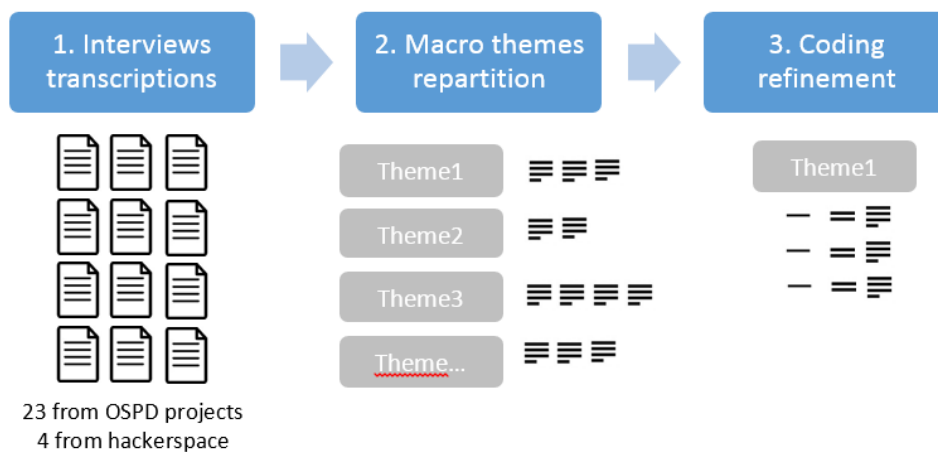 1. Interviews
transcriptions
2. Macro themes
repartition
3. Coding
refinement
Theme1
Theme2
Theme3
Theme...
Theme1
23 from OSPD projects
4 from hackerspace